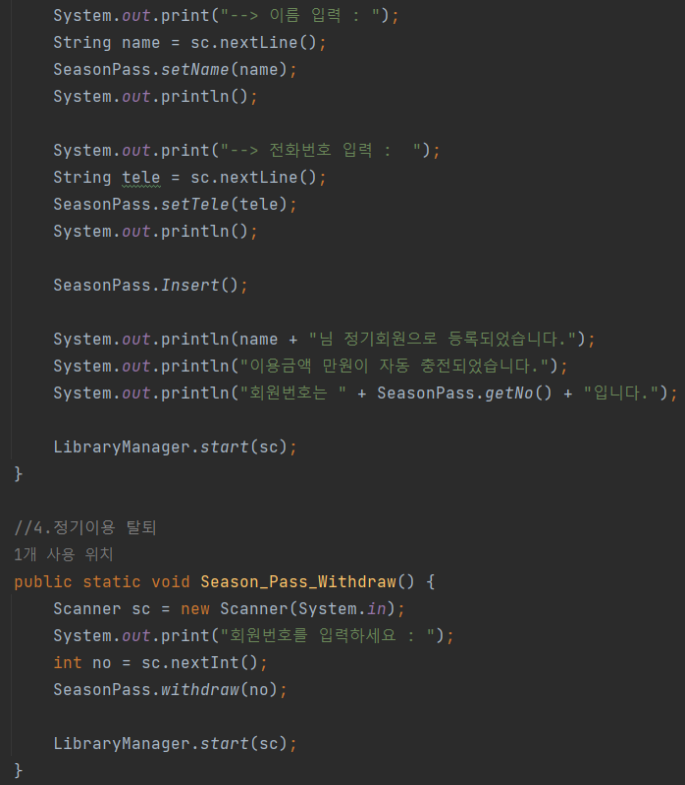 System.out.print("--> 이름 입력 : ");
String name = sc.nextLine();
SeasonPass.setName(name);
System.out.println();
System.out.print("--> 전화번호 입력 :  ");
String tele = sc.nextLine();
SeasonPass.setTele(tele);
System.out.println();
SeasonPass.Insert();
System.out.println(name + "님 정기회원으로 등록되었습니다.");
System.out.println("이용금액 만원이 자동 충전되었습니다.");
System.out.println("회원번호는 " + SeasonPass.getNo() + "입니다.");
LibraryManager.start(sc);
}
//4.정기이용 탈퇴
1개 사용 위치
public static void Season_Pass_Withdraw() {
Scanner sc = new Scanner(System.in);
System.out.print("회원번호를 입력하세요 : ");
int no = sc.nextInt();
SeasonPass.withdraw(no);
LibraryManager.start(sc);
}